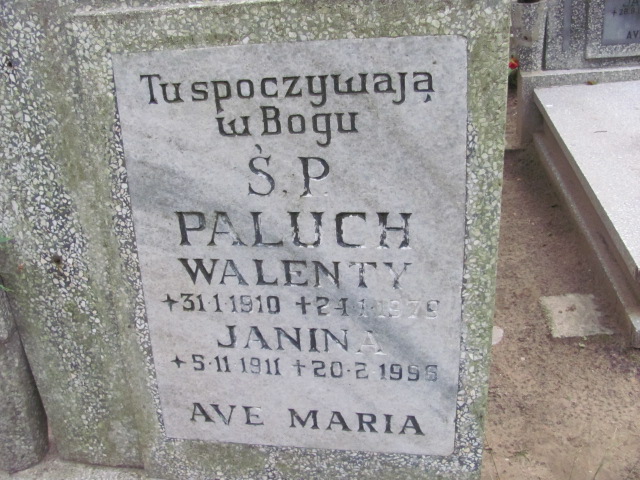 Tu spoczywają
w Bogu
Ś.P.
PALUCH
WALENTY
+31·1·1910 +2·11·1979
JANINA
+5·11 1911 +20·2 1996
AVE MARIA
AV